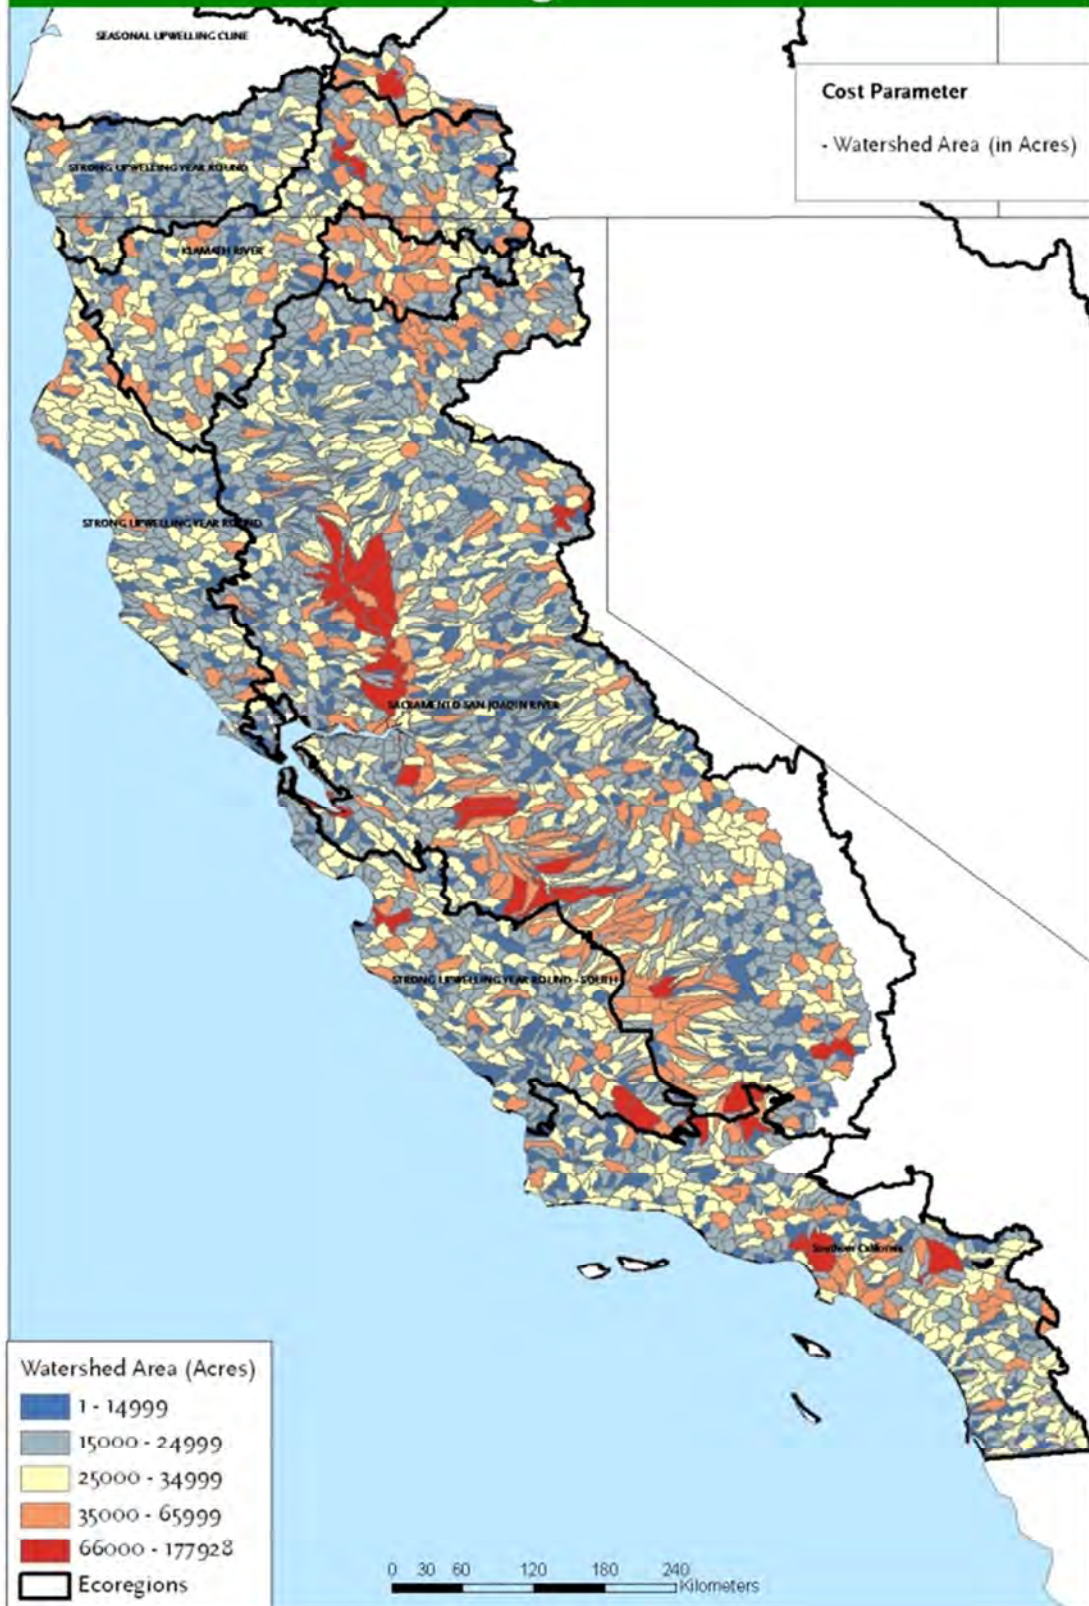 SEASONAL UPWELLING CLINE
Cost Parameter
- Watershed Area (in Acres)
STRONG UPWELLING YEAR ROUND
KLAMATH RIVER
STRONG UPWELLING YEAR ROUND
SACRAMENTO SAN JOAQIN RIVER
STRONG UPWELLING YEAR ROUND - SOUTH
Southern California
Watershed Area (Acres)
1 - 14999
15000 - 24999
25000 - 34999
35000 - 65999
66000 - 177928
Ecoregions
0 30 60 120 180 240
Kilometers